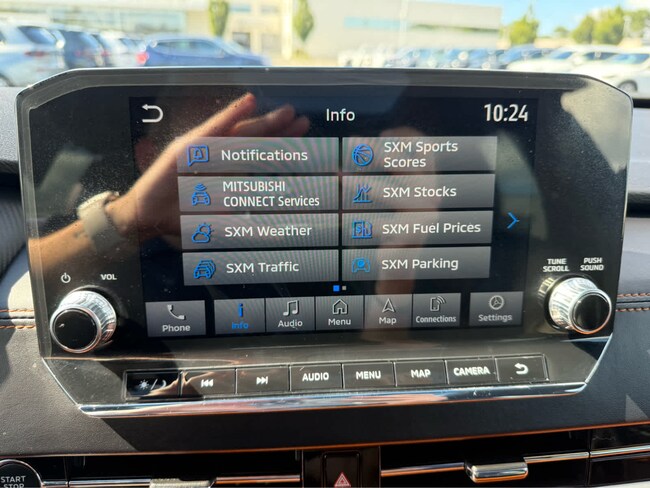 Info
10:24
Notifications
SXM Sports
Scores
MITSUBISHI
CONNECT Services
SXM Stocks
SXM Weather
SXM Fuel Prices
SXM Traffic
SXM Parking
VOL
TUNE
SCROLL
PUSH
SOUND
Phone
Info
Audio
Menu
Map
Connections
Settings
AUDIO
MENU
MAP
CAMERA
START
STOP